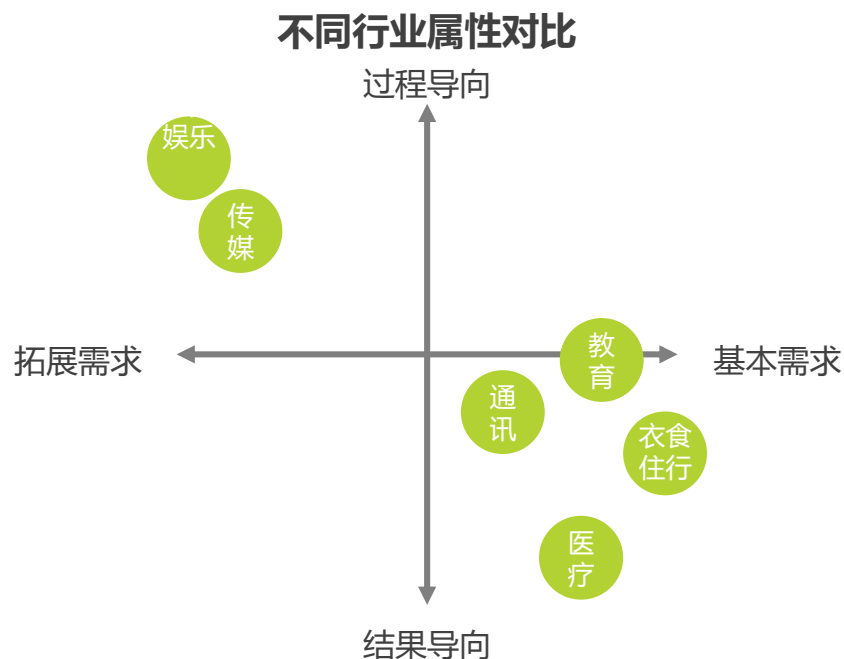 不同行业属性对比
过程导向
娱乐
传
媒
拓展需求
基本需求
教
育
通
讯
衣食
住行
医
疗
结果导向